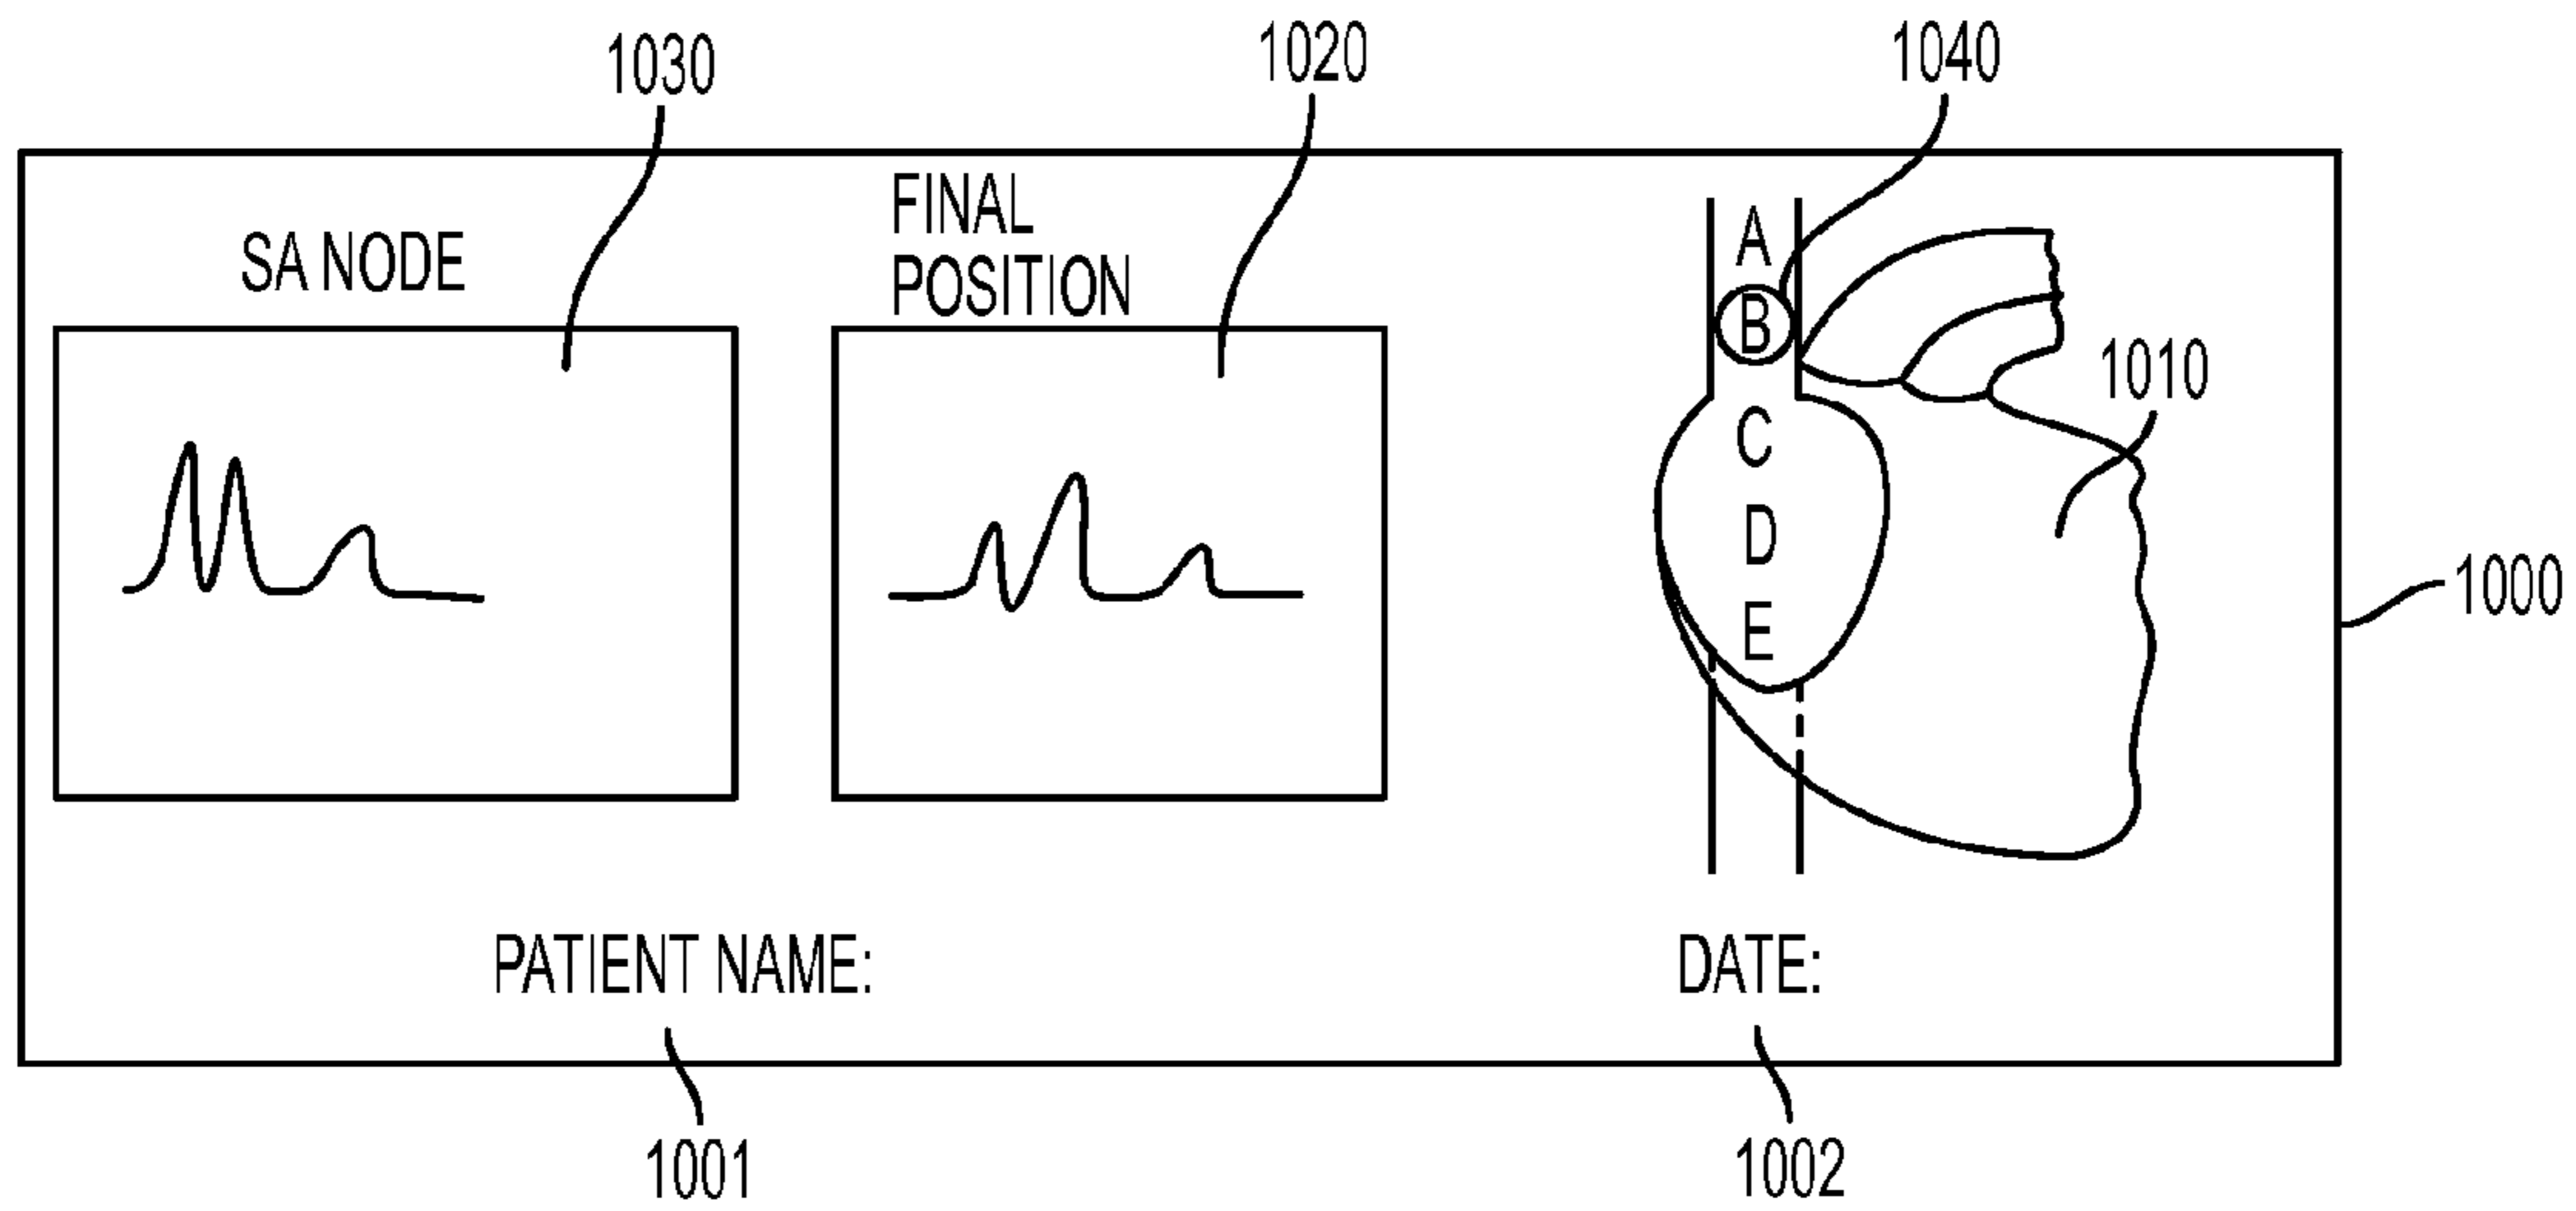 1030
1020
1040
SA NODE
FINAL
POSITION
A
B
C
D
E
1010
1000
PATIENT NAME:
DATE:
1001
1002